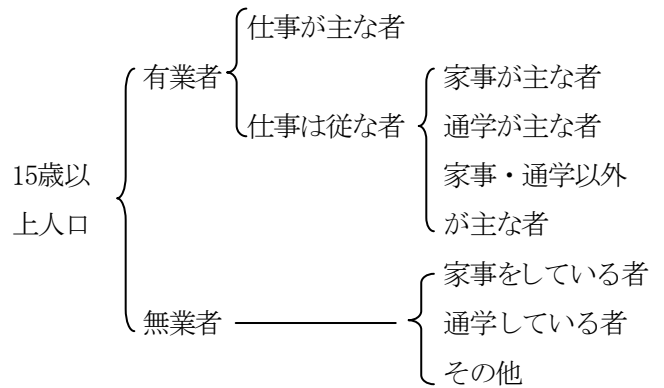 仕事が主な者
有業者
家事が主な者
仕事は従な者
通学が主な者
15歳以
家事・通学以外
上人口
が主な者
家事をしている者
無業者
通学している者
その他